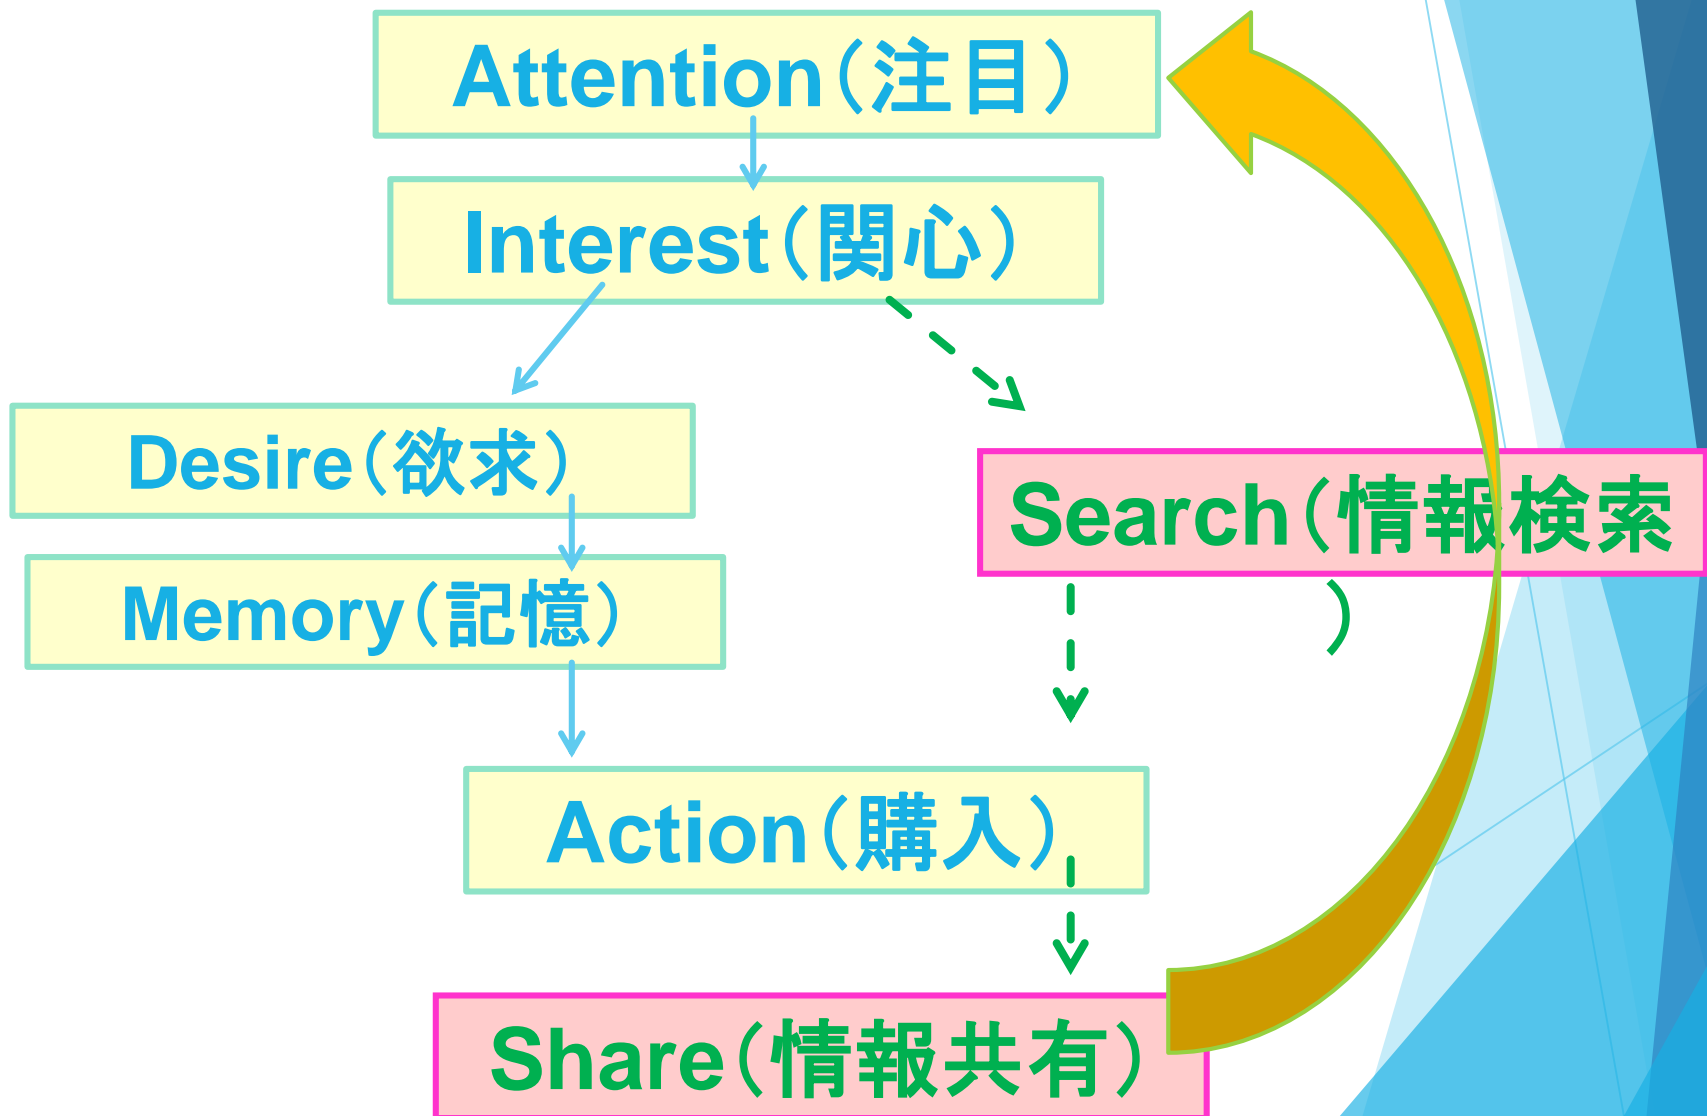 Attention（注目）
Interest（関心）
Desire（欲求）
Search（情報検索
）
Memory（記憶）
Action（購入）
Share（情報共有）